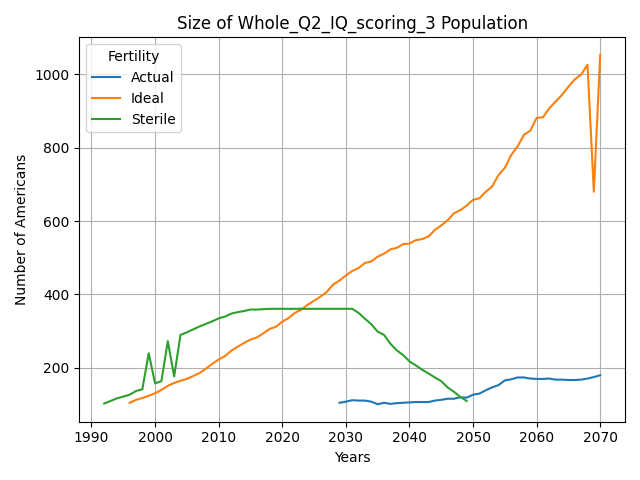 Size of Whole_Q2_IQ_scoring_3 Population
Fertility
Actual
Ideal
Sterile
Number of Americans
1000
800
600
400
200
1990 2000 2010 2020 2030 2040 2050 2060 2070
Years